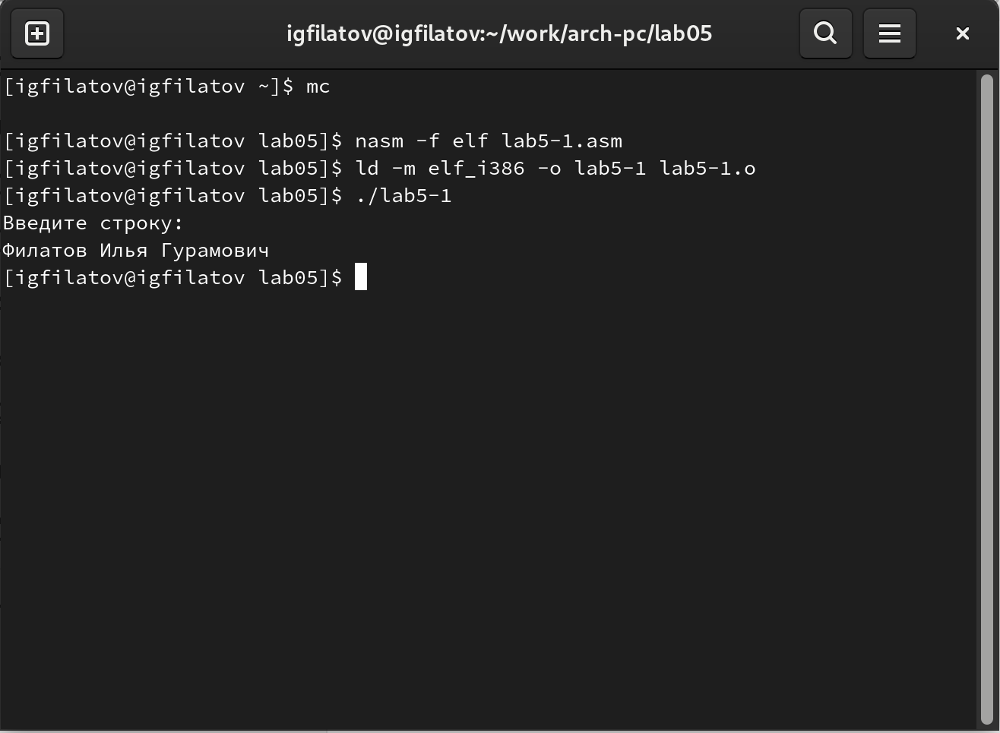 igfilatov@igfilatov:~/work/arch-pc/lab05
[igfilatov@igfilatov ~]$ mc
[igfilatov@igfilatov lab05]$ nasm -f elf lab5-1.asm
[igfilatov@igfilatov lab05]$ ld -m elf_i386 -o lab5-1 lab5-1.o
[igfilatov@igfilatov lab05]$ ./lab5-1
Введите строку:
Филатов Илья Гурамович
[igfilatov@igfilatov lab05]$